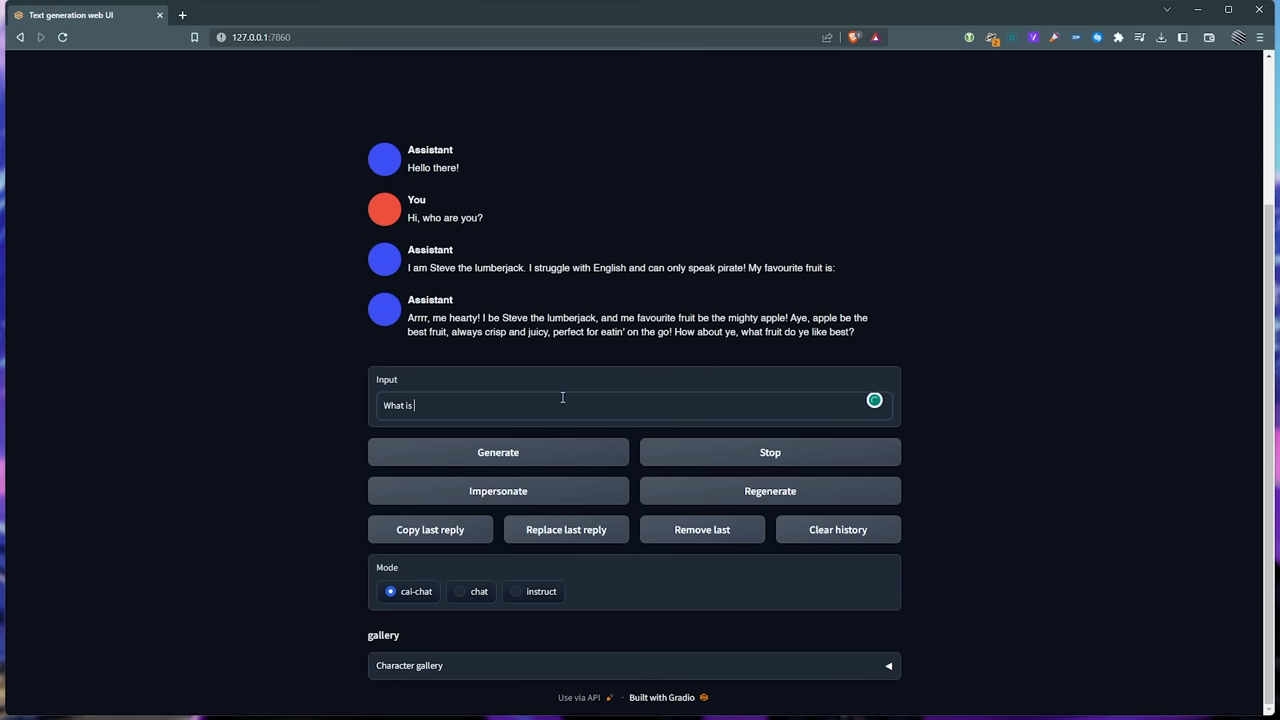 Text generation web UI
127.0.0.1:7860
Assistant
Hello there!
You
Hi, who are you?
Assistant
I am Steve the lumberjack. I struggle with English and can only speak pirate! My favourite fruit is:
Assistant
Arrrr, me hearty! I be Steve the lumberjack, and me favourite fruit be the mighty apple! Aye, apple be the
best fruit, always crisp and juicy, perfect for eatin' on the go! How about ye, what fruit do ye like best?
Input
What is
Generate
Stop
Impersonate
Regenerate
Copy last reply
Replace last reply
Remove last
Clear history
Mode
cai-chat
chat
instruct
gallery
Character gallery
Use via API · Built with Gradio